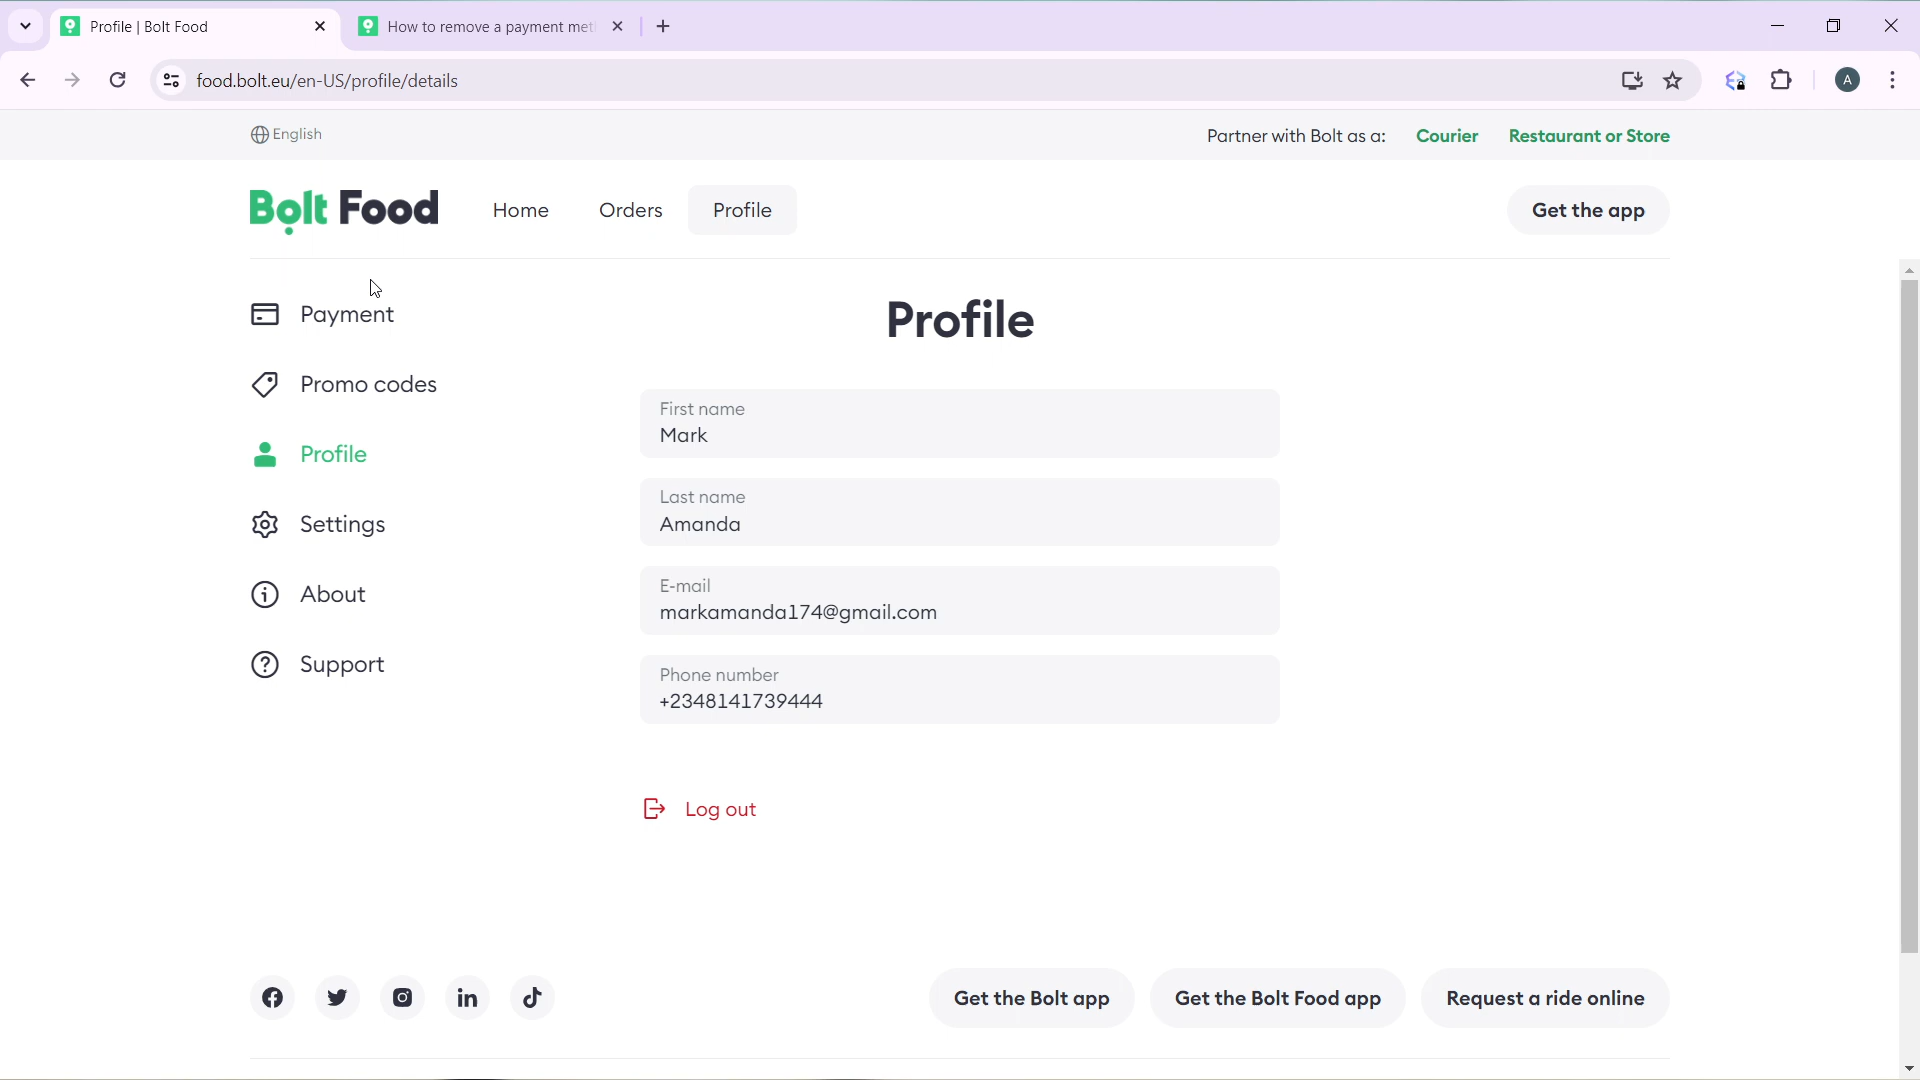 Profile | Bolt Food
How to remove a payment met
food.bolt.eu/en-US/profile/details
A
English
Partner with Bolt as a:
Courier
Restaurant or Store
Bolt Food
Home
Orders
Profile
Get the app
Payment
Promo codes
Profile
Settings
About
Support
Profile
First name
Mark
Last name
Amanda
E-mail
markamanda174@gmail.com
Phone number
+2348141739444
Log out
Get the Bolt app
Get the Bolt Food app
Request a ride online